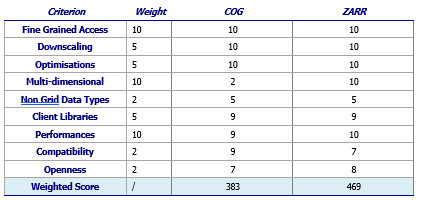 Criterion Weight COG ZARR
Fine Grained Access 10 10 10
Downscaling 5 10 10
Optimisations 5 10 10
Multi-dimensional 10 2 10
Non Grid Data Types 2 5 5
Client Libraries 5 9 9
Performances 10 9 10
Compatibility 2 9 7
Openness 2 7 8
Weighted Score / 383 469